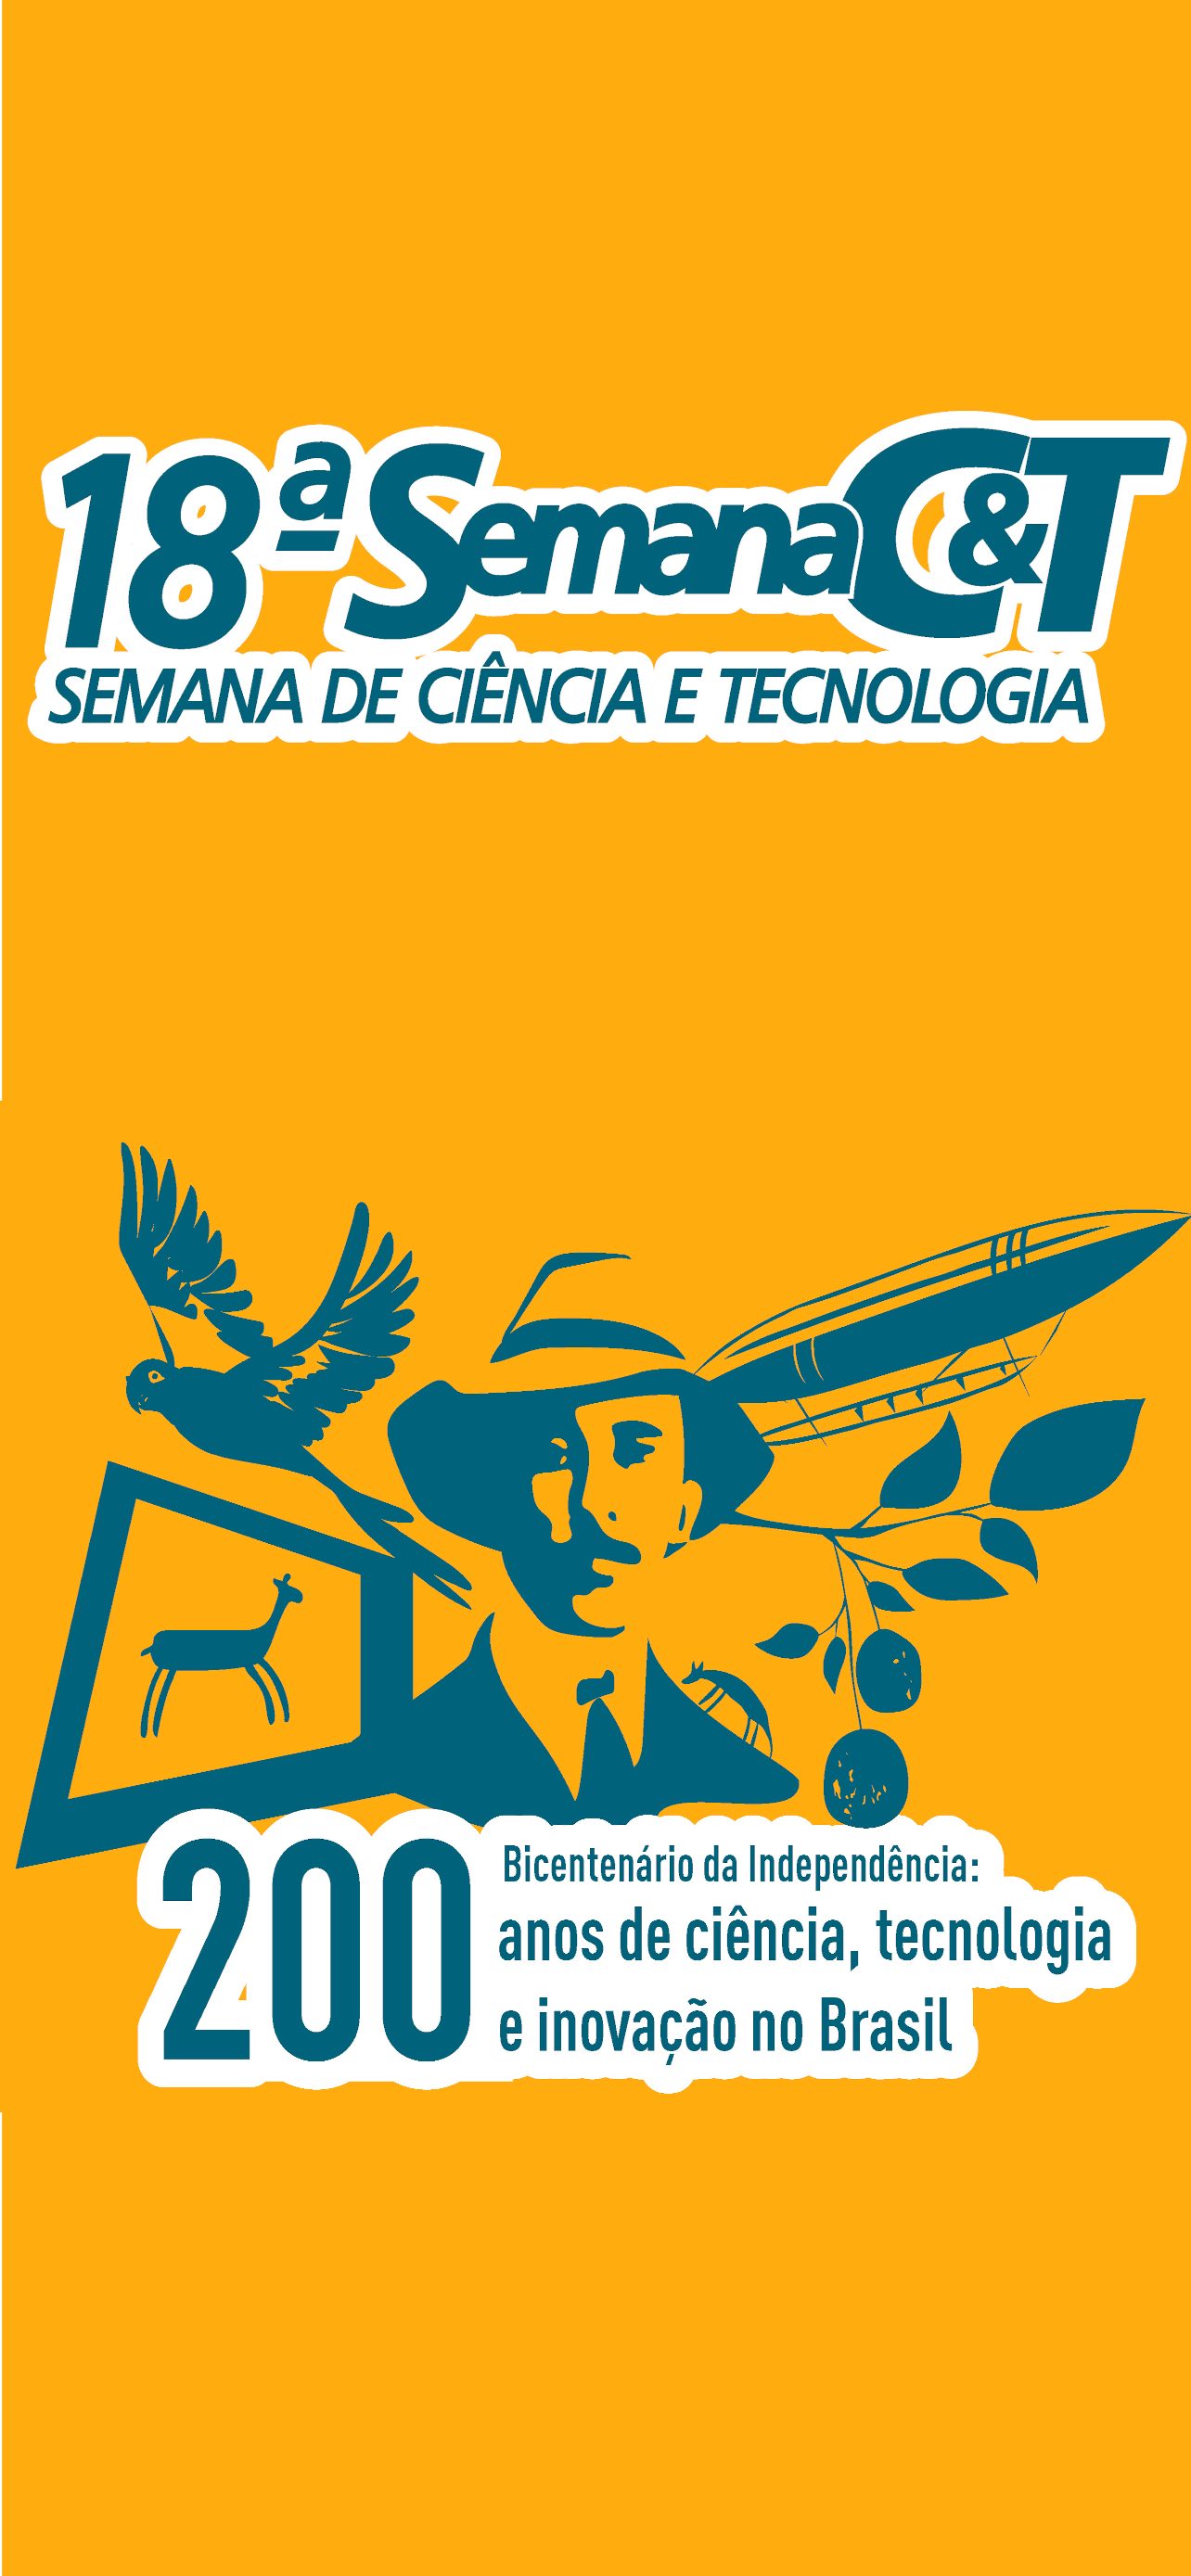 18ª Semana C&T
SEMANA DE CIÊNCIA E TECNOLOGIA
200
Bicentenário da Independência:
anos de ciência, tecnologia
e inovação no Brasil